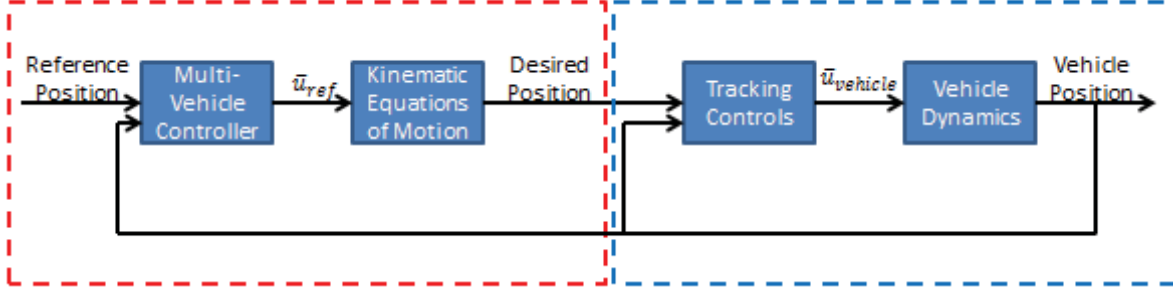 Reference
Position
Multi-
Vehicle
Controller
ū_ref
Kinematic
Equations
of Motion
Desired
Position
Tracking
Controls
ū_vehicle
Vehicle
Dynamics
Vehicle
Position